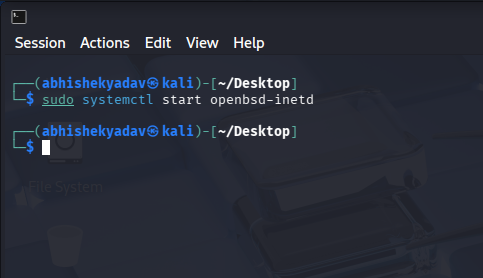 Session Actions Edit View Help
┌──(abhishekyadav㉿kali)-[~/Desktop]
└─$ sudo systemctl start openbsd-inetd
┌──(abhishekyadav㉿kali)-[~/Desktop]
└─$
File System